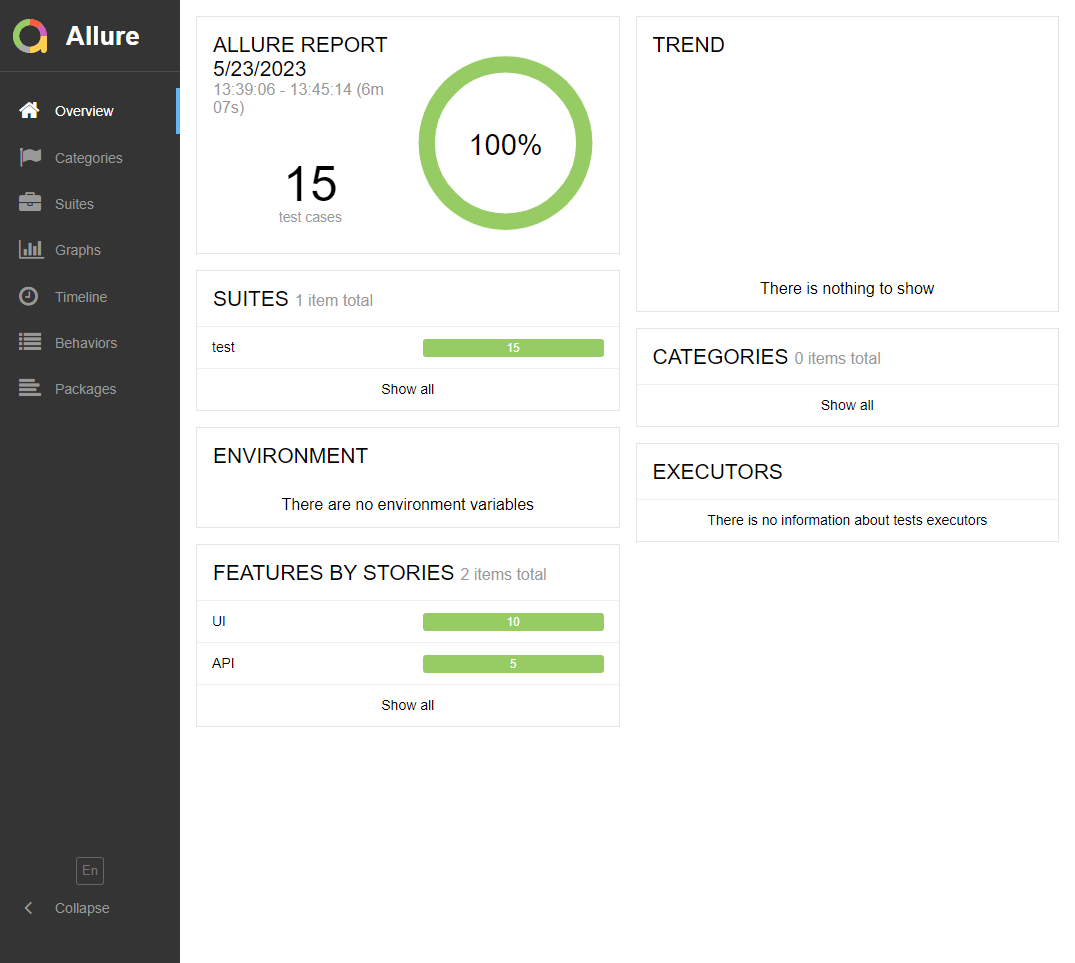 Allure
Overview
Categories
Suites
Graphs
Timeline
Behaviors
Packages
En
Collapse
ALLURE REPORT
5/23/2023
13:39:06 - 13:45:14 (6m
07s)
15
test cases
100%
SUITES 1 item total
test 15
Show all
ENVIRONMENT
There are no environment variables
FEATURES BY STORIES 2 items total
UI 10
API 5
Show all
TREND
There is nothing to show
CATEGORIES 0 items total
Show all
EXECUTORS
There is no information about tests executors